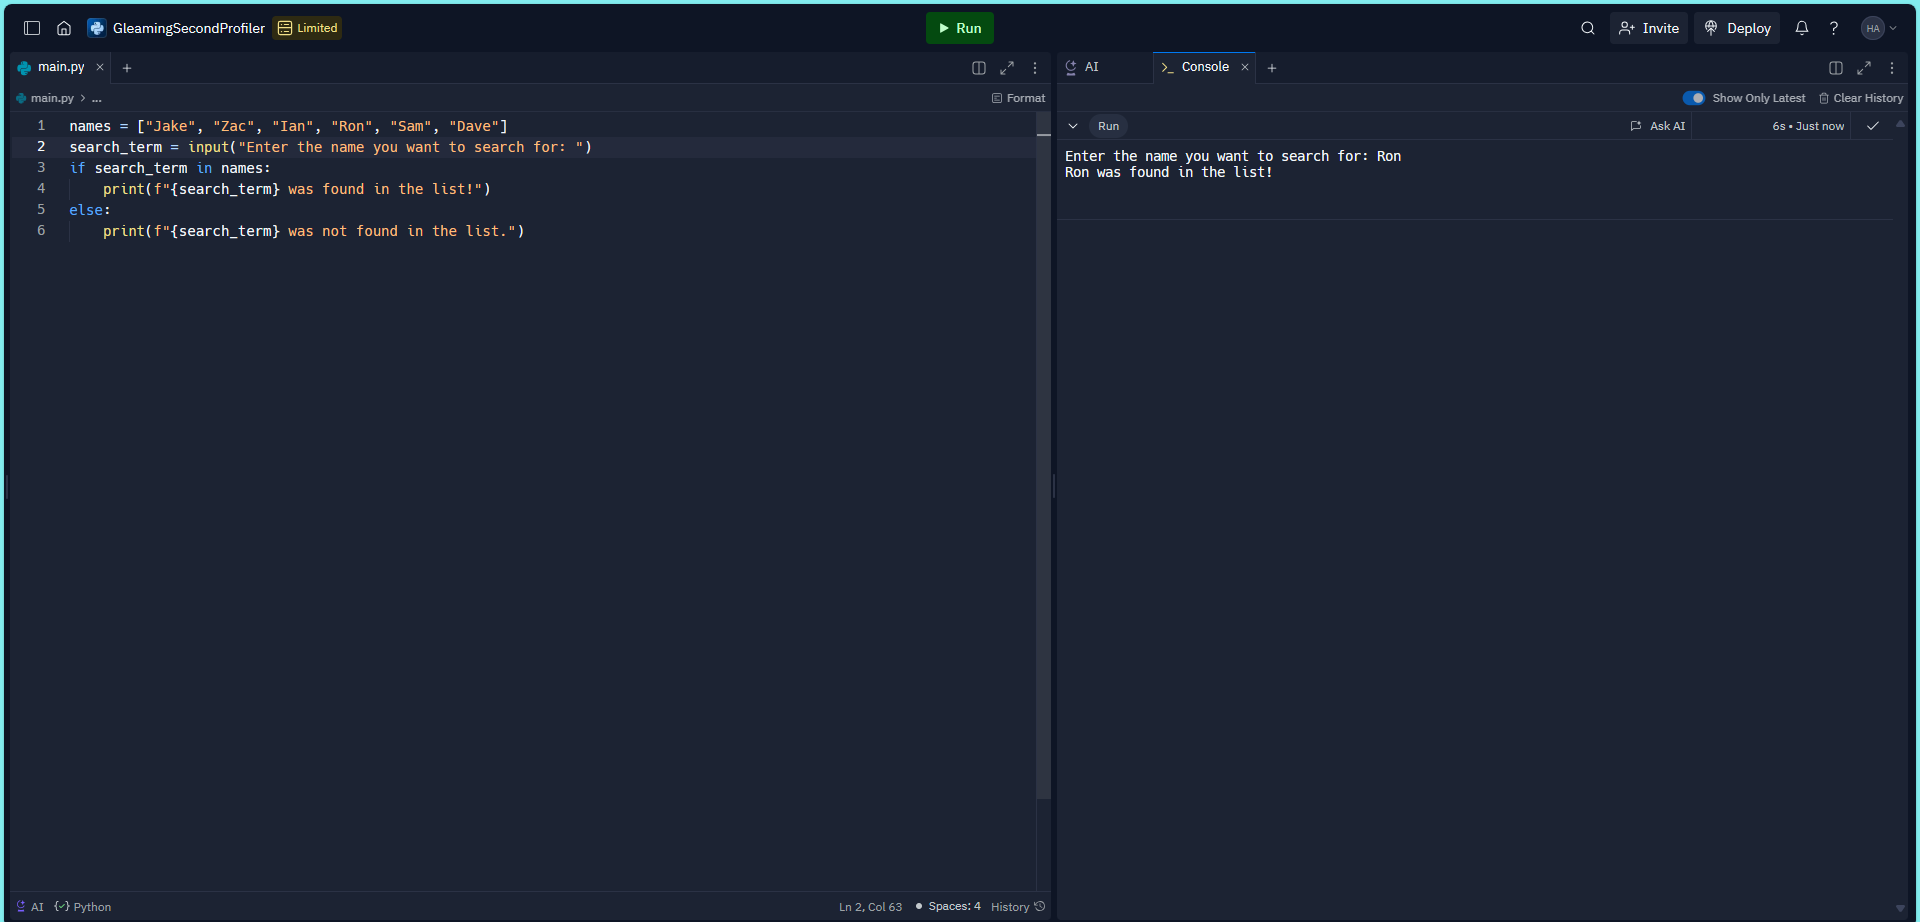 GleamingSecondProfiler Limited Run Invite Deploy ? HA
main.py × +
main.py > ... Format
1 names = ["Jake", "Zac", "Ian", "Ron", "Sam", "Dave"]
2 search_term = input("Enter the name you want to search for: ")
3 if search_term in names:
4     print(f"{search_term} was found in the list!")
5 else:
6     print(f"{search_term} was not found in the list.")
AI Python Ln 2, Col 63 • Spaces: 4 History
AI >_ Console × +
Show Only Latest Clear History
Run Ask AI 6s • Just now
Enter the name you want to search for: Ron
Ron was found in the list!